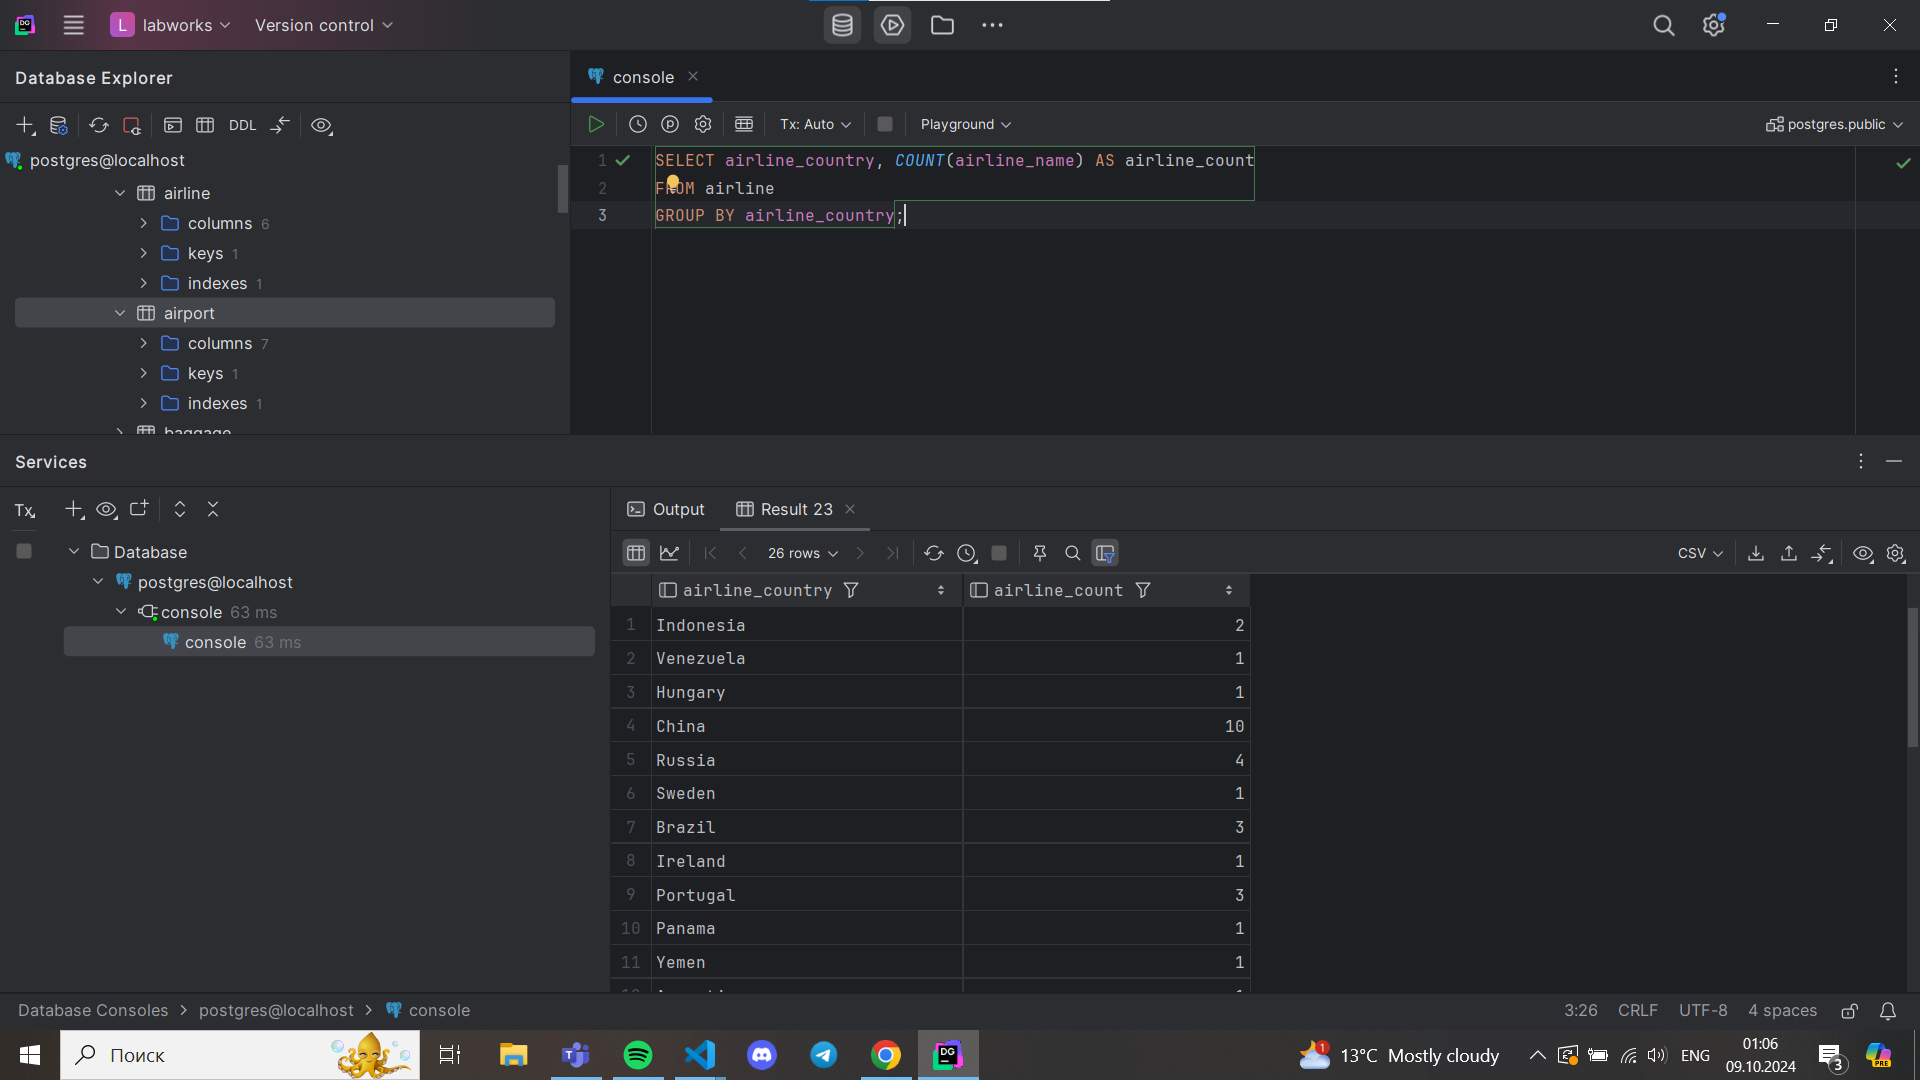 L labworks Version control
Database Explorer
console
DDL
Tx: Auto Playground postgres.public
postgres@localhost
airline
columns 6
keys 1
indexes 1
airport
columns 7
keys 1
indexes 1
baggage
1 SELECT airline_country, COUNT(airline_name) AS airline_count
2 FROM airline
3 GROUP BY airline_country;
Services
Tx
Database
postgres@localhost
console 63 ms
console 63 ms
Output Result 23
26 rows CSV
airline_country airline_count
1 Indonesia 2
2 Venezuela 1
3 Hungary 1
4 China 10
5 Russia 4
6 Sweden 1
7 Brazil 3
8 Ireland 1
9 Portugal 3
10 Panama 1
11 Yemen 1
Database Consoles > postgres@localhost > console
3:26 CRLF UTF-8 4 spaces
Поиск
1 13°C Mostly cloudy ENG 01:06
09.10.2024
3
PRE